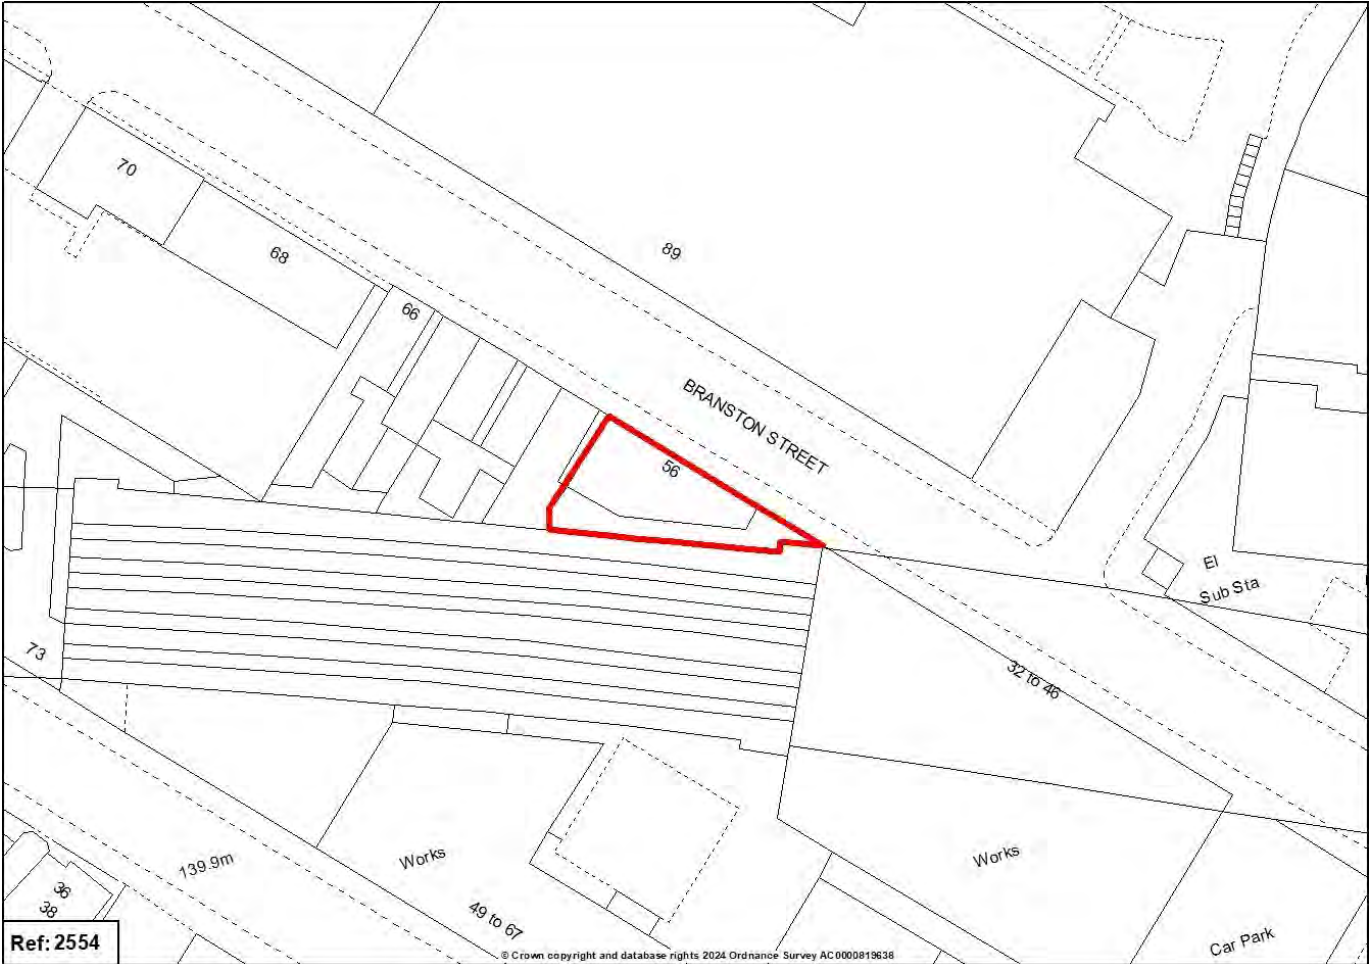 70
68
89
66
BRANSTON STREET
56
El
Sub Sta
73
32 to 46
139.9m
Works
Works
36
38
49 to 67
Car Park
Ref: 2554
© Crown copyright and database rights 2024 Ordnance Survey AC0000819638